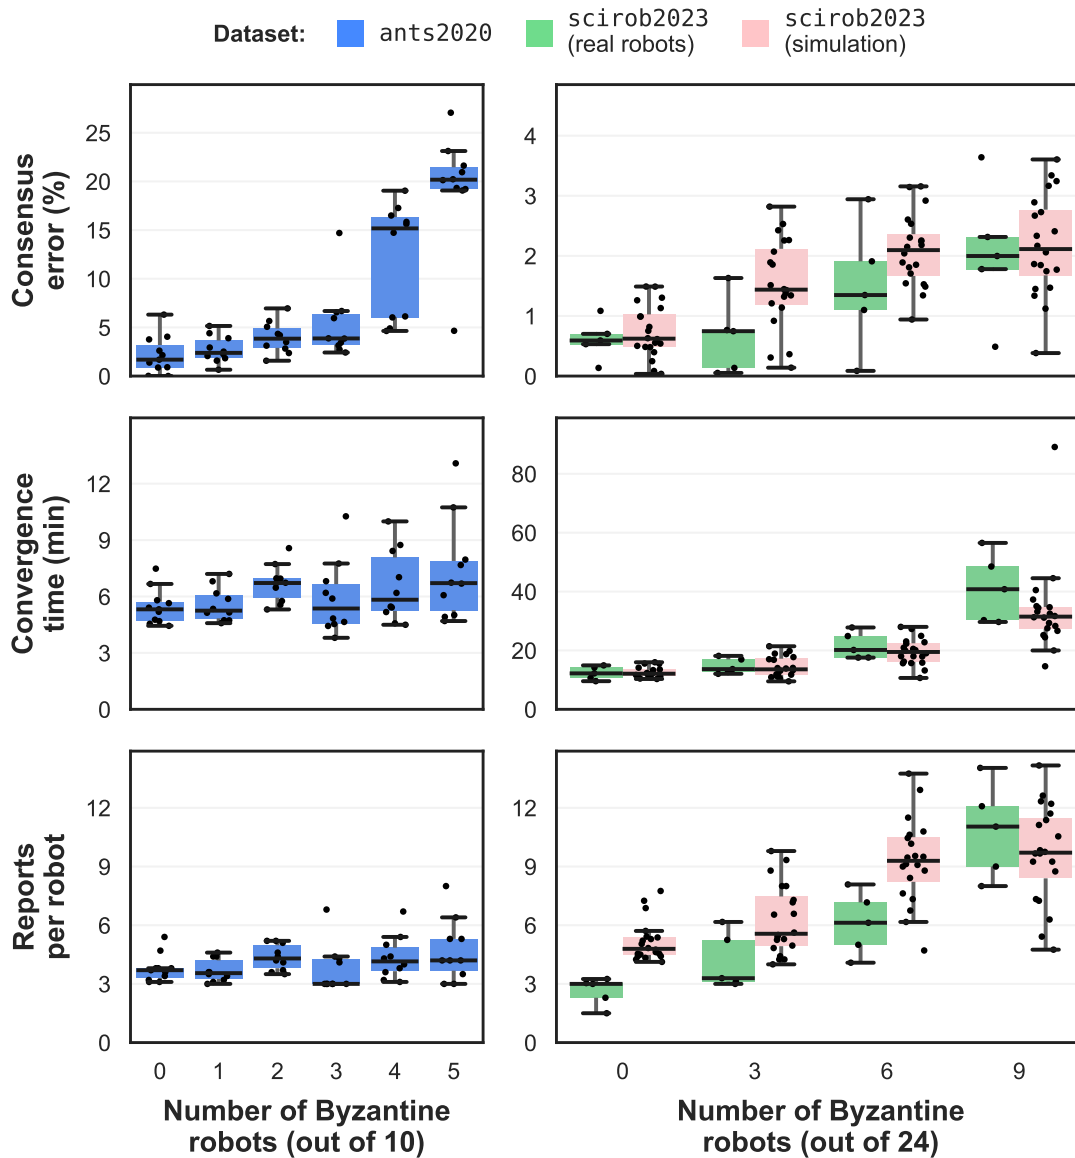 Dataset: ants2020 scirob2023 (real robots) scirob2023 (simulation)
Consensus
error (%)
25
20
15
10
5
0
4
3
2
1
0
Convergence
time (min)
12
9
6
3
0
80
60
40
20
0
Reports
per robot
12
9
6
3
0
12
9
6
3
0
0 1 2 3 4 5
0 3 6 9
Number of Byzantine
robots (out of 10)
Number of Byzantine
robots (out of 24)